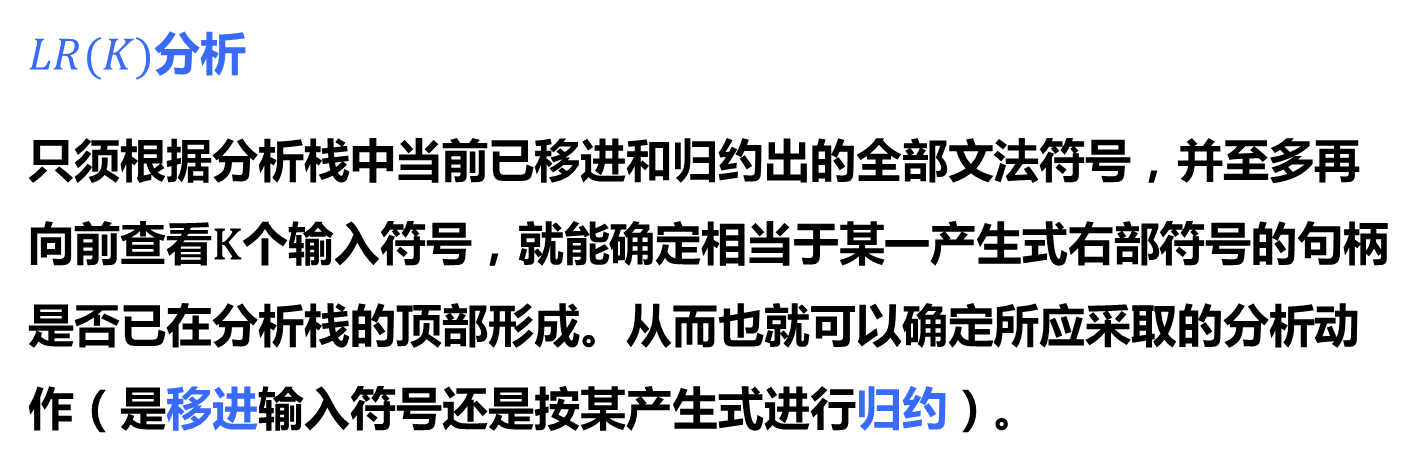 LR(K)分析
只须根据分析栈中当前已移进和归约出的全部文法符号，并至多再
向前查看K个输入符号，就能确定相当于某一产生式右部符号的句柄
是否已在分析栈的顶部形成。从而也就可以确定所应采取的分析动
作（是移进输入符号还是按某产生式进行归约）。